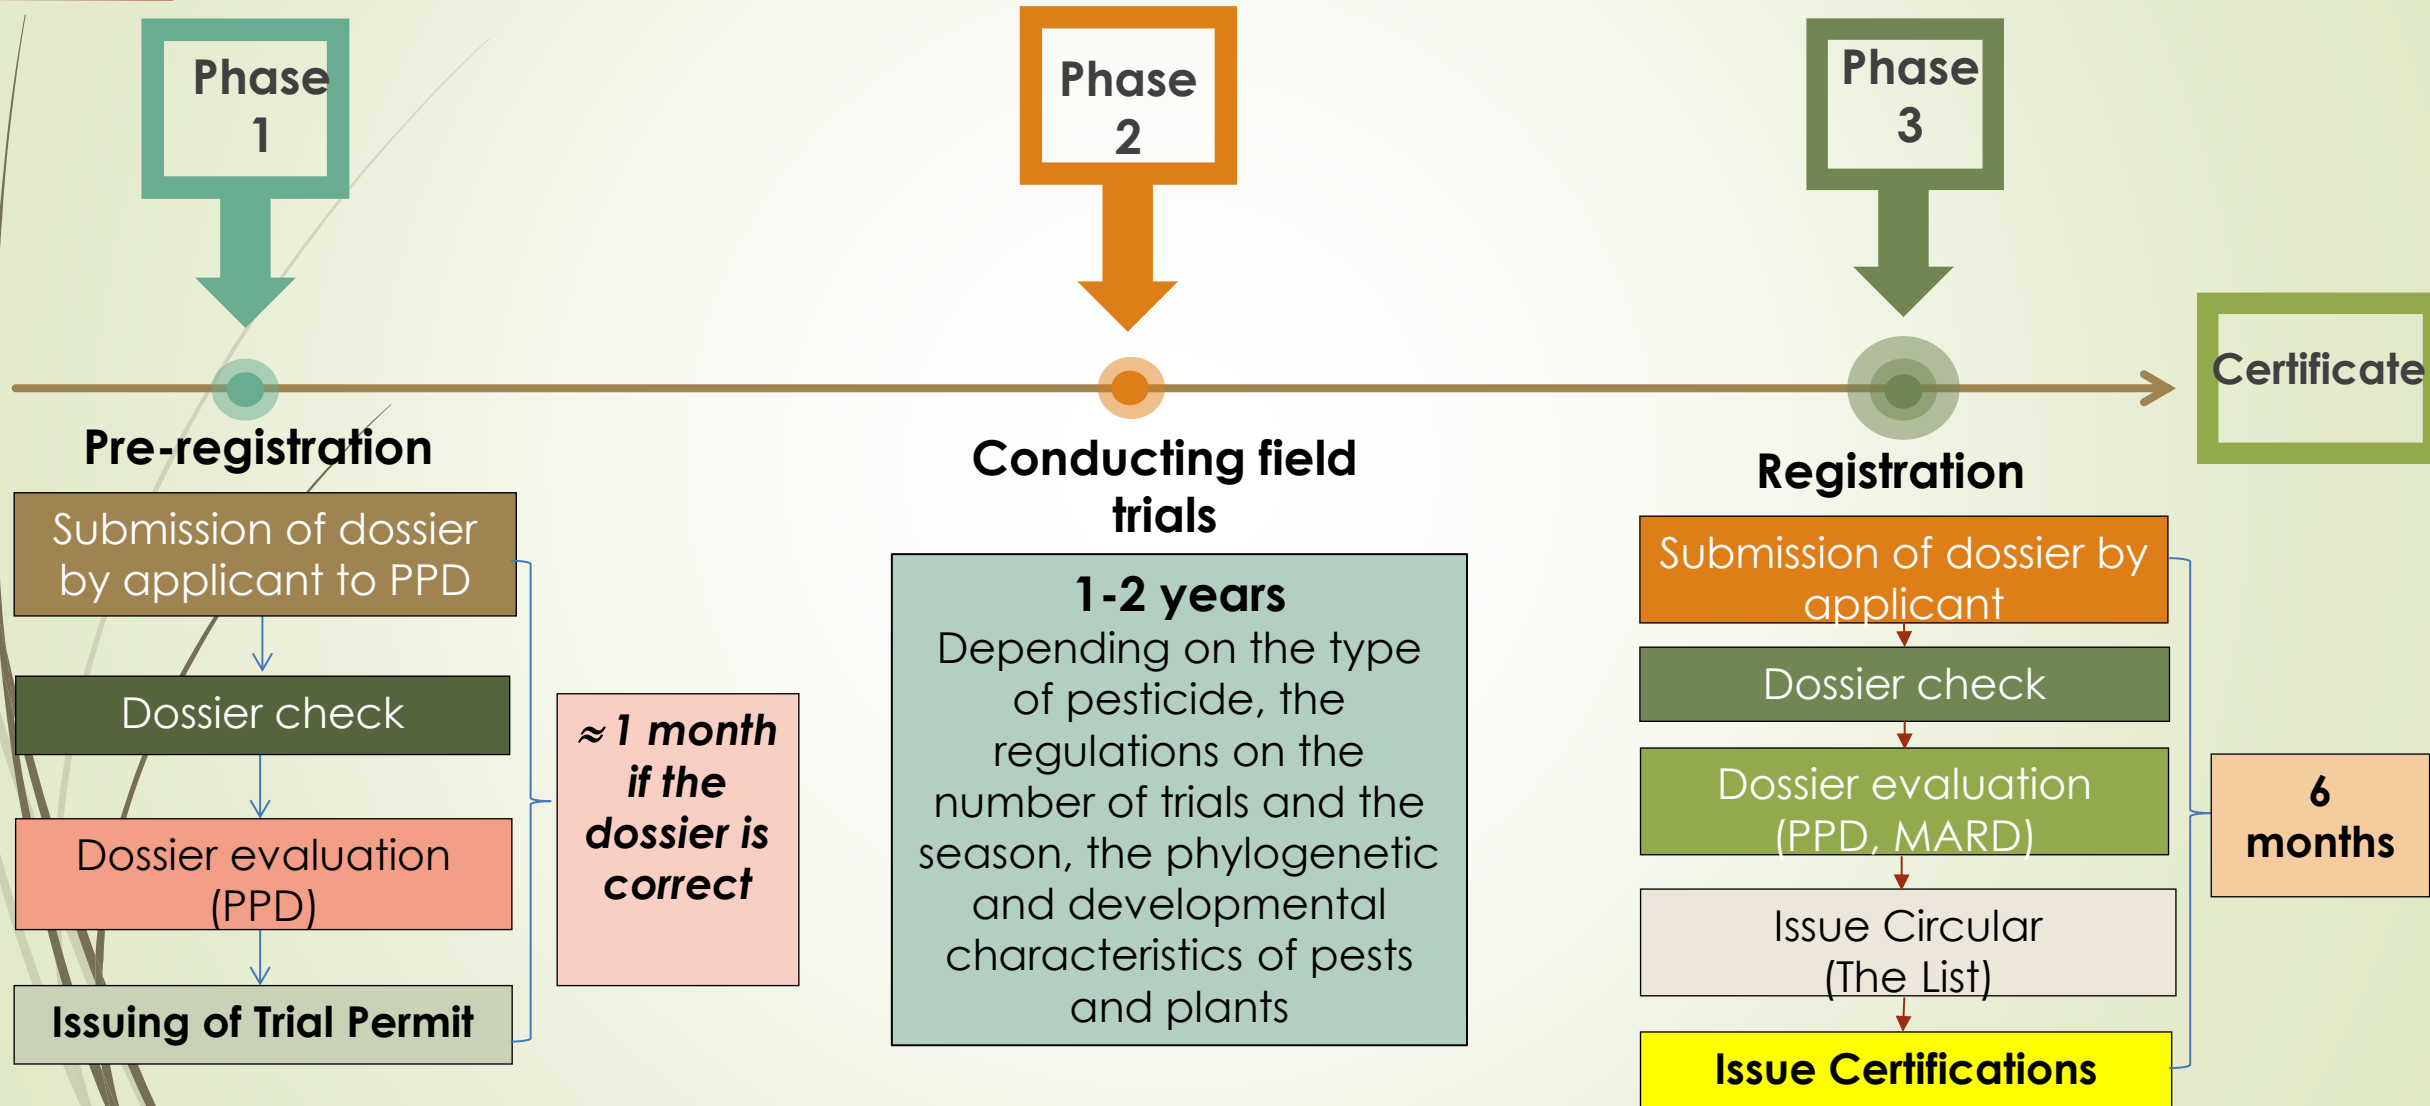 Phase
1
Phase
2
Phase
3
Certificate
Pre-registration
Submission of dossier
by applicant to PPD
Dossier check
Dossier evaluation
(PPD)
Issuing of Trial Permit
≈ 1 month
if the
dossier is
correct
Conducting field
trials
1-2 years
Depending on the type
of pesticide, the
regulations on the
number of trials and the
season, the phylogenetic
and developmental
characteristics of pests
and plants
Registration
Submission of dossier by
applicant
Dossier check
Dossier evaluation
(PPD, MARD)
Issue Circular
(The List)
Issue Certifications
6
months